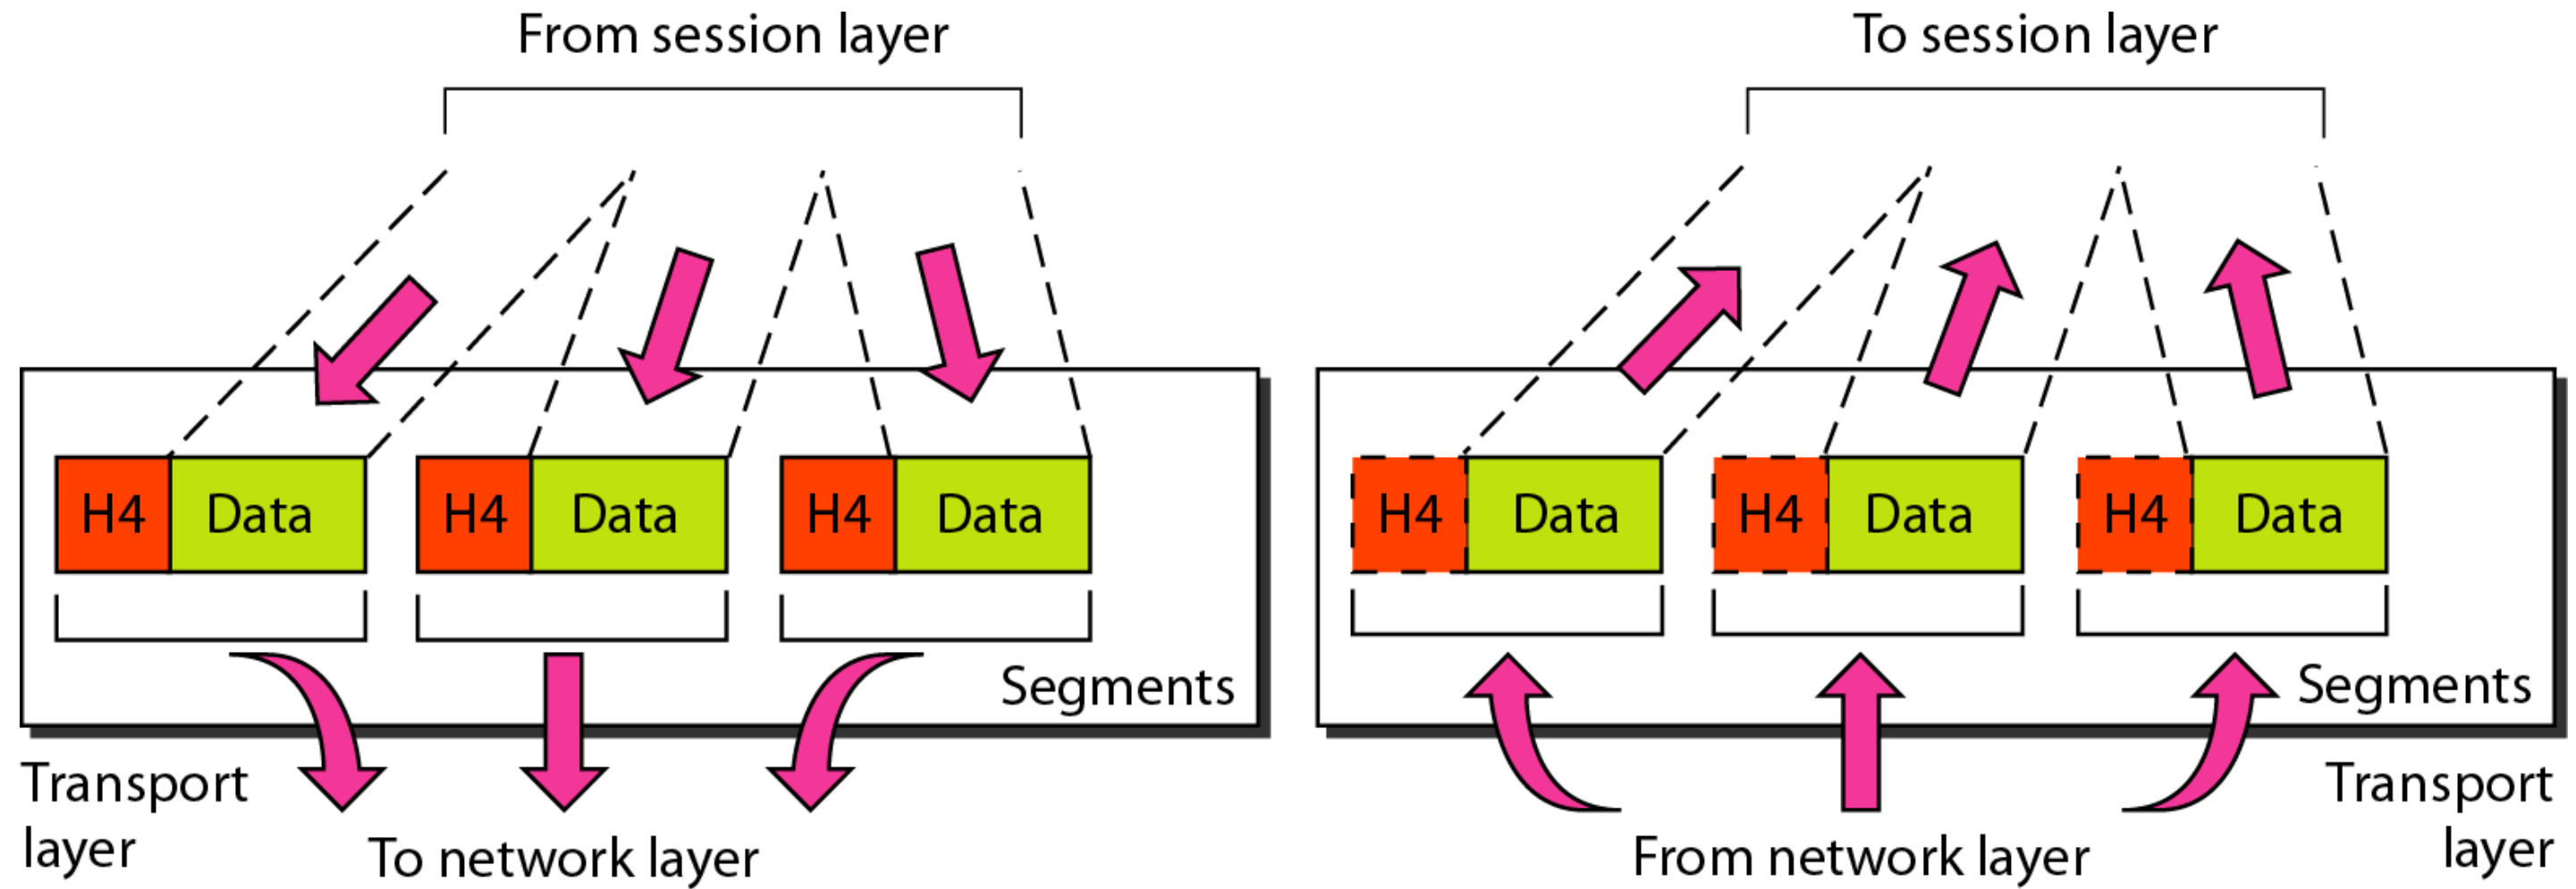 From session layer
H4 Data H4 Data H4 Data
Segments
Transport
layer
To network layer
To session layer
H4 Data H4 Data H4 Data
Segments
From network layer
Transport
layer